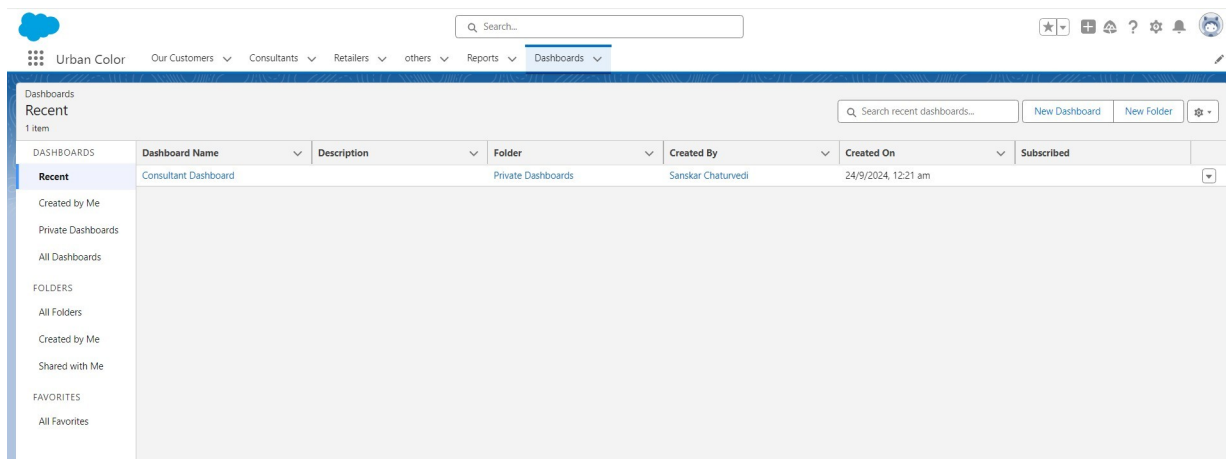 Search...
Urban Color Our Customers Consultants Retailers others Reports Dashboards
Dashboards
Recent
1 item
Search recent dashboards...
New Dashboard New Folder
DASHBOARDS
Recent
Created by Me
Private Dashboards
All Dashboards
FOLDERS
All Folders
Created by Me
Shared with Me
FAVORITES
All Favorites
Dashboard Name Description Folder Created By Created On Subscribed
Consultant Dashboard Private Dashboards Sanskar Chaturvedi 24/9/2024, 12:21 am